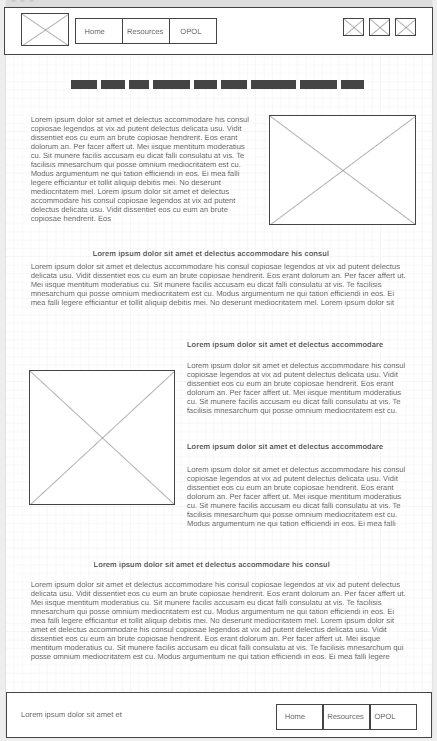 Home Resources OPOL
Lorem ipsum dolor sit amet et delectus accommodare his consul
copiosae legendos at vix ad putent delectus delicata usu. Vidit
dissentiet eos cu eum an brute copiosae hendrerit. Eos erant
dolorum an. Per facer affert ut. Mei iisque mentitum moderatius
cu. Sit munere facilis accusam eu dicat falli consulatu at vis. Te
facilisis mnesarchum qui posse omnium mediocritatem est cu.
Modus argumentum ne qui tation efficiendi in eos. Ei mea falli
legere efficiantur et tollit aliquip debitis mei. No deserunt
mediocritatem mel. Lorem ipsum dolor sit amet et delectus
accommodare his consul copiosae legendos at vix ad putent
delectus delicata usu. Vidit dissentiet eos cu eum an brute
copiosae hendrerit. Eos
Lorem ipsum dolor sit amet et delectus accommodare his consul
Lorem ipsum dolor sit amet et delectus accommodare his consul copiosae legendos at vix ad putent delectus
delicata usu. Vidit dissentiet eos cu eum an brute copiosae hendrerit. Eos erant dolorum an. Per facer affert ut.
Mei iisque mentitum moderatius cu. Sit munere facilis accusam eu dicat falli consulatu at vis. Te facilisis
mnesarchum qui posse omnium mediocritatem est cu. Modus argumentum ne qui tation efficiendi in eos. Ei
mea falli legere efficiantur et tollit aliquip debitis mei. No deserunt mediocritatem mel. Lorem ipsum dolor sit
Lorem ipsum dolor sit amet et delectus accommodare
Lorem ipsum dolor sit amet et delectus accommodare his consul
copiosae legendos at vix ad putent delectus delicata usu. Vidit
dissentiet eos cu eum an brute copiosae hendrerit. Eos erant
dolorum an. Per facer affert ut. Mei iisque mentitum moderatius
cu. Sit munere facilis accusam eu dicat falli consulatu at vis. Te
facilisis mnesarchum qui posse omnium mediocritatem est cu.
Lorem ipsum dolor sit amet et delectus accommodare
Lorem ipsum dolor sit amet et delectus accommodare his consul
copiosae legendos at vix ad putent delectus delicata usu. Vidit
dissentiet eos cu eum an brute copiosae hendrerit. Eos erant
dolorum an. Per facer affert ut. Mei iisque mentitum moderatius
cu. Sit munere facilis accusam eu dicat falli consulatu at vis. Te
facilisis mnesarchum qui posse omnium mediocritatem est cu.
Modus argumentum ne qui tation efficiendi in eos. Ei mea falli
Lorem ipsum dolor sit amet et delectus accommodare his consul
Lorem ipsum dolor sit amet et delectus accommodare his consul copiosae legendos at vix ad putent delectus
delicata usu. Vidit dissentiet eos cu eum an brute copiosae hendrerit. Eos erant dolorum an. Per facer affert ut.
Mei iisque mentitum moderatius cu. Sit munere facilis accusam eu dicat falli consulatu at vis. Te facilisis
mnesarchum qui posse omnium mediocritatem est cu. Modus argumentum ne qui tation efficiendi in eos. Ei
mea falli legere efficiantur et tollit aliquip debitis mei. No deserunt mediocritatem mel. Lorem ipsum dolor sit
amet et delectus accommodare his consul copiosae legendos at vix ad putent delectus delicata usu. Vidit
dissentiet eos cu eum an brute copiosae hendrerit. Eos erant dolorum an. Per facer affert ut. Mei iisque
mentitum moderatius cu. Sit munere facilis accusam eu dicat falli consulatu at vis. Te facilisis mnesarchum qui
posse omnium mediocritatem est cu. Modus argumentum ne qui tation efficiendi in eos. Ei mea falli legere
Lorem ipsum dolor sit amet et
Home Resources OPOL